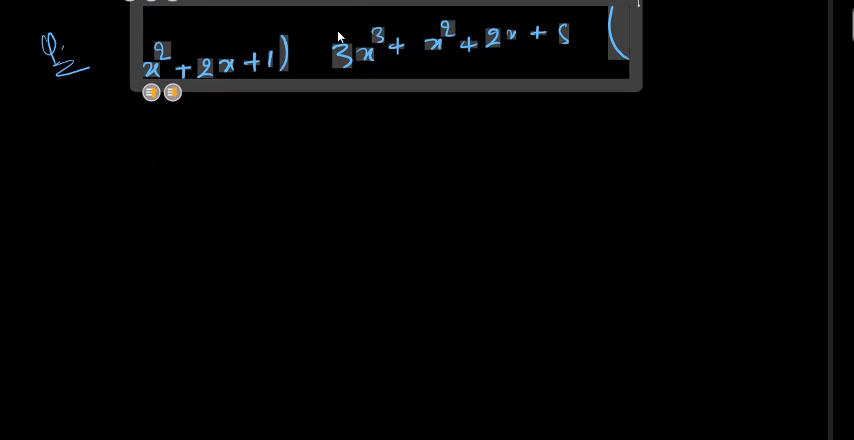 Q.
x² + 2x + 1) 3x³ + x² + 2x + 5 (